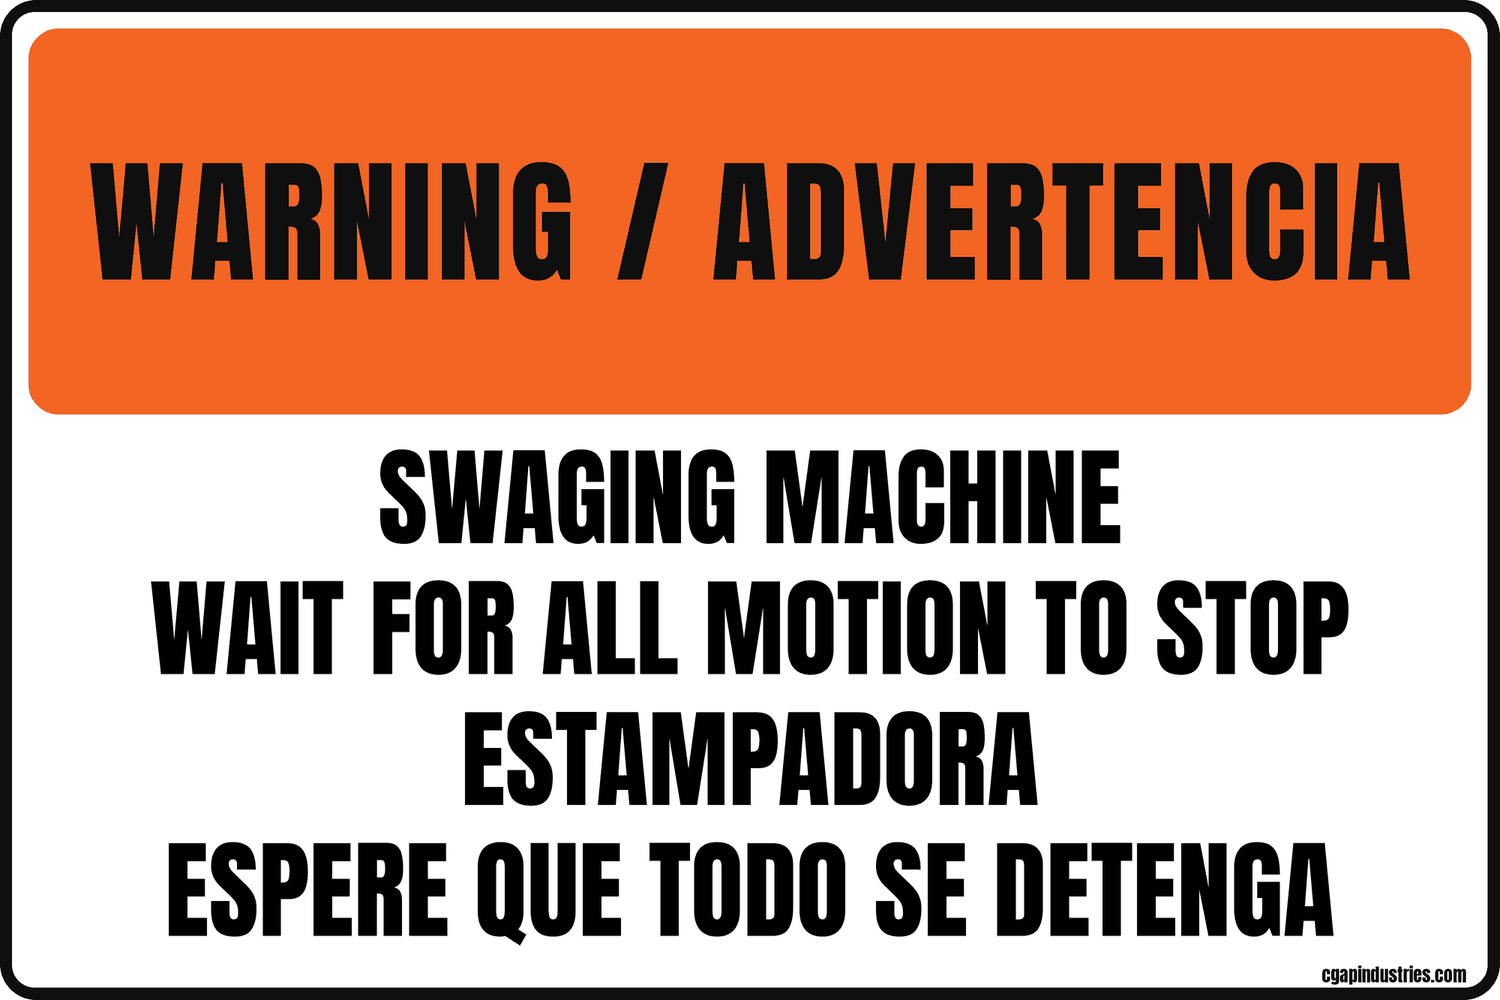 WARNING / ADVERTENCIA
SWAGING MACHINE
WAIT FOR ALL MOTION TO STOP
ESTAMPADORA
ESPERE QUE TODO SE DETENGA
cgapindustries.com